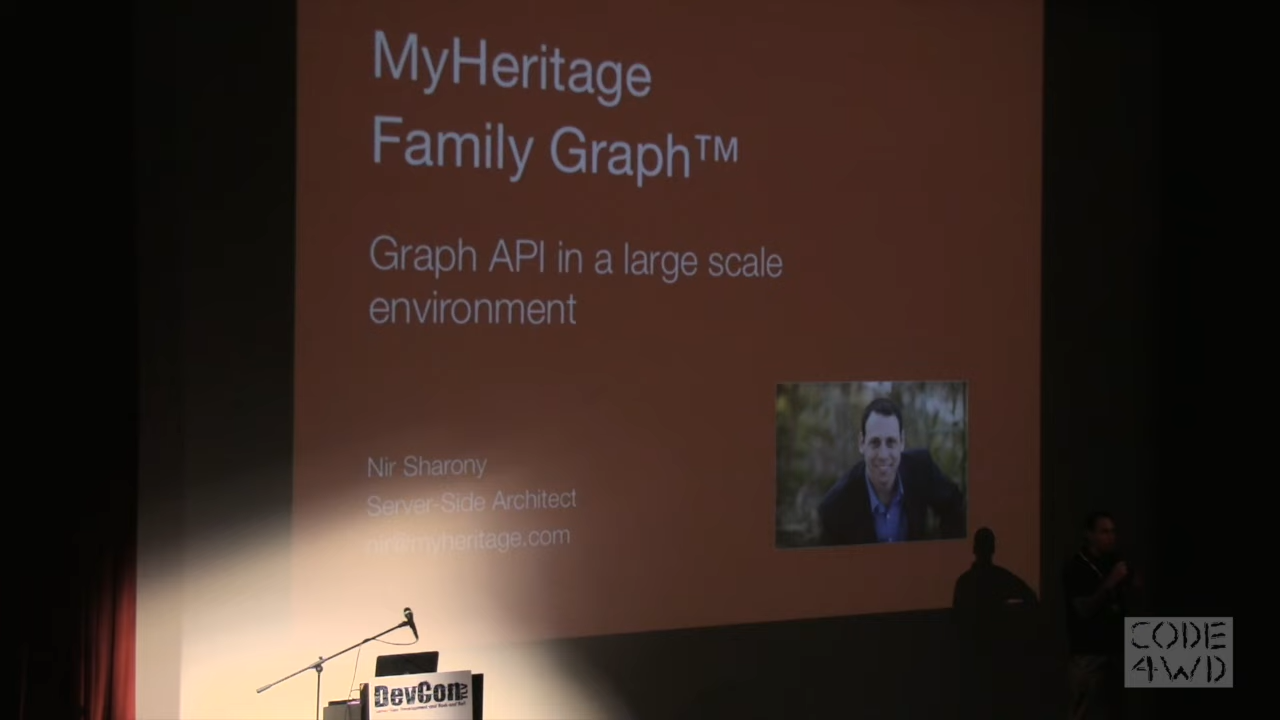 MyHeritage
Family Graph™
Graph API in a large scale
environment
Nir Sharony
Server-Side Architect
nir@myheritage.com
DevCon
CODE
4WD